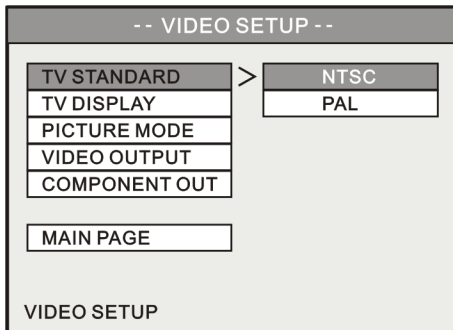 -- VIDEO SETUP --
TV STANDARD > NTSC
TV DISPLAY PAL
PICTURE MODE
VIDEO OUTPUT
COMPONENT OUT
MAIN PAGE
VIDEO SETUP